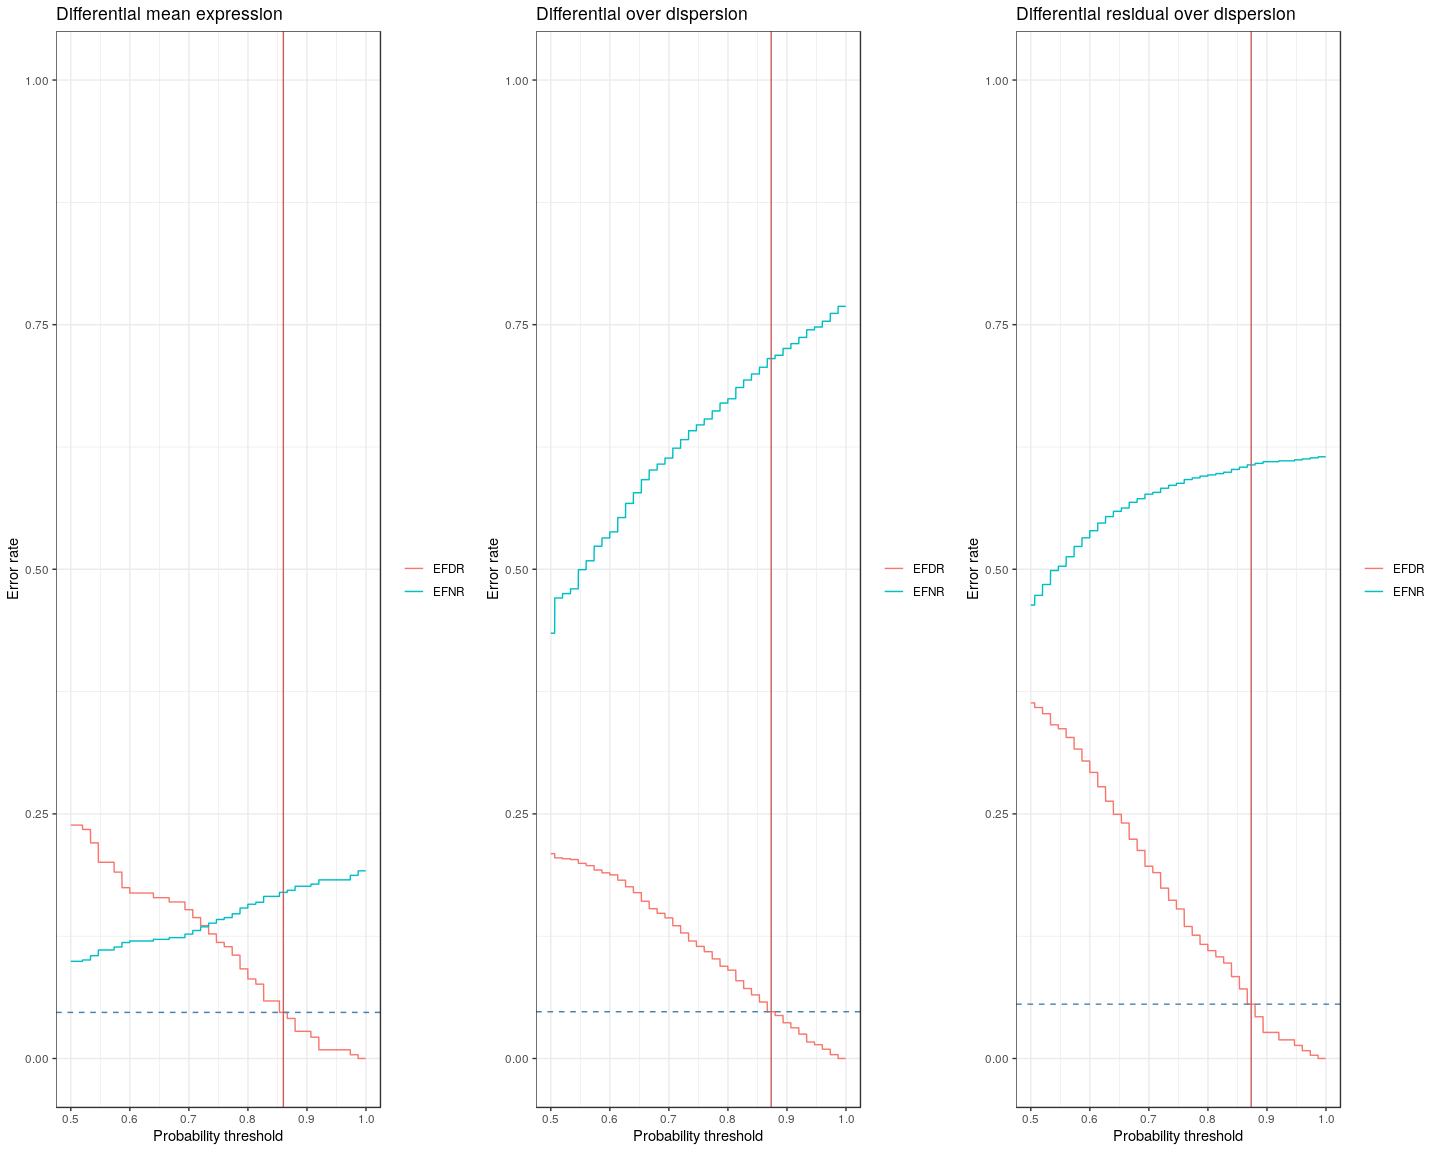 Differential mean expression
1.00
0.75
0.50
0.25
0.00
Error rate
0.5 0.6 0.7 0.8 0.9 1.0
Probability threshold
EFDR
EFNR
Differential over dispersion
1.00
0.75
0.50
0.25
0.00
Error rate
0.5 0.6 0.7 0.8 0.9 1.0
Probability threshold
EFDR
EFNR
Differential residual over dispersion
1.00
0.75
0.50
0.25
0.00
Error rate
0.5 0.6 0.7 0.8 0.9 1.0
Probability threshold
EFDR
EFNR